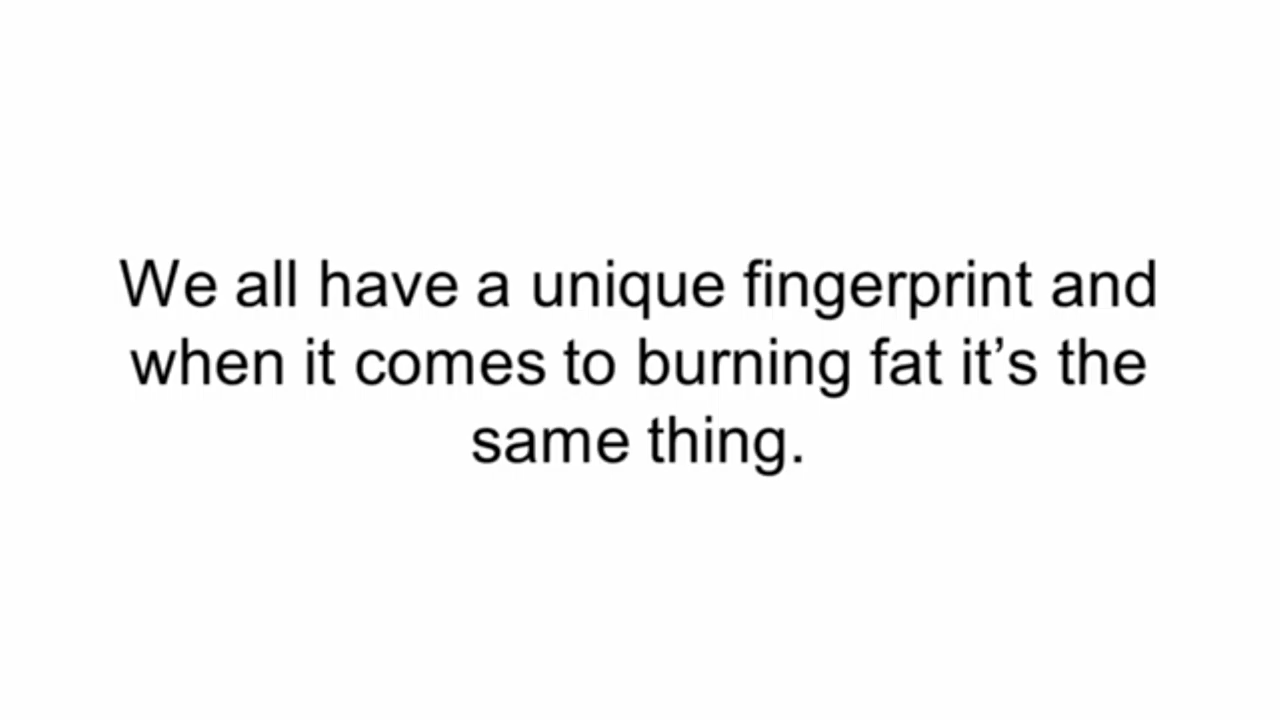 We all have a unique fingerprint and
when it comes to burning fat it’s the
same thing.